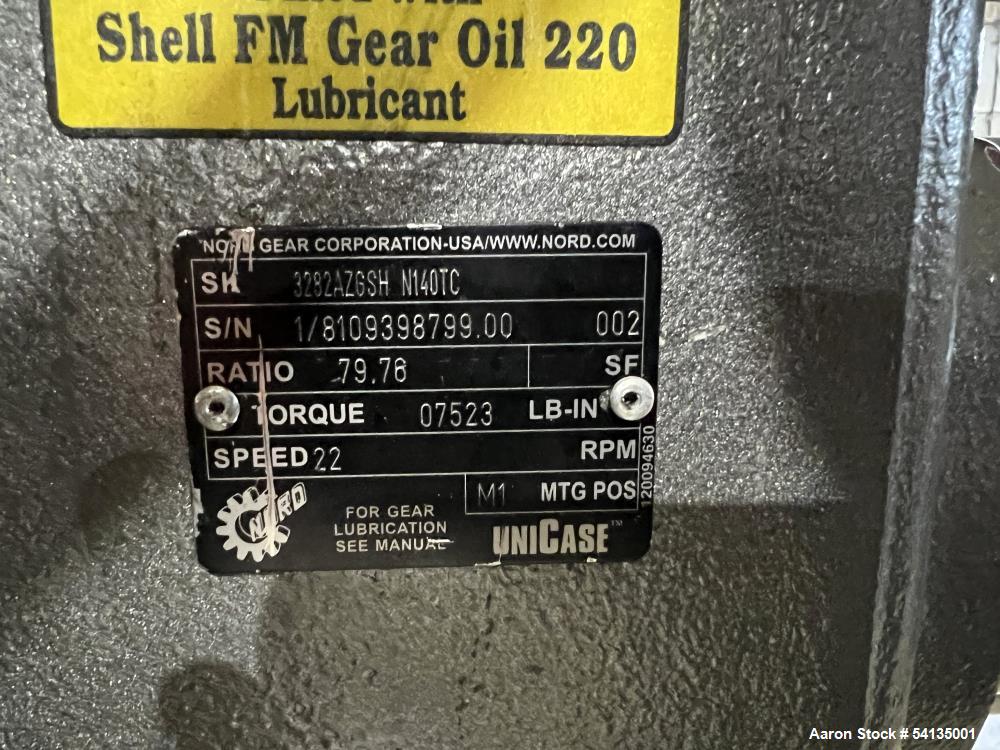 Shell FM Gear Oil 220
Lubricant
NORD GEAR CORPORATION-USA/WWW.NORD.COM
SK 3282AZGSH N140TC
S/N 1/8109398799.00 002
RATIO 79.76 SF
TORQUE 07523 LB-IN
SPEED 22 RPM
M1 MTG POS
120094630
NORD
FOR GEAR
LUBRICATION
SEE MANUAL
UNICASE™
Aaron Stock # 54135001